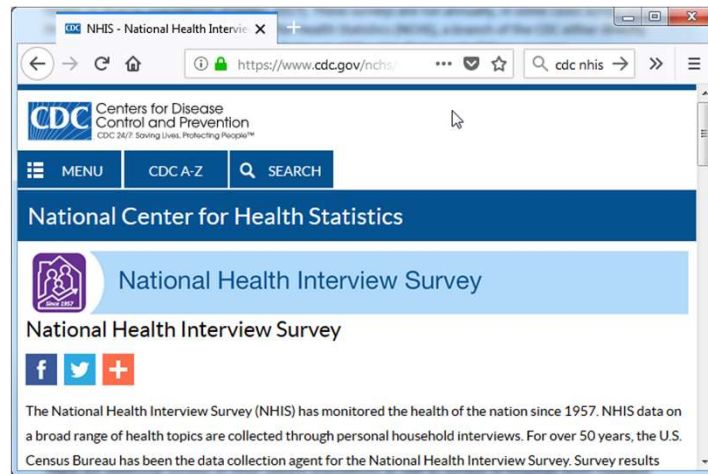 NHIS - National Health Intervie
https://www.cdc.gov/nchs/
cdc nhis
CDC
Centers for Disease
Control and Prevention
CDC 24/7: Saving Lives, Protecting People™
MENU
CDC A-Z
SEARCH
National Center for Health Statistics
Since 1957
National Health Interview Survey
National Health Interview Survey
The National Health Interview Survey (NHIS) has monitored the health of the nation since 1957. NHIS data on
a broad range of health topics are collected through personal household interviews. For over 50 years, the U.S.
Census Bureau has been the data collection agent for the National Health Interview Survey. Survey results